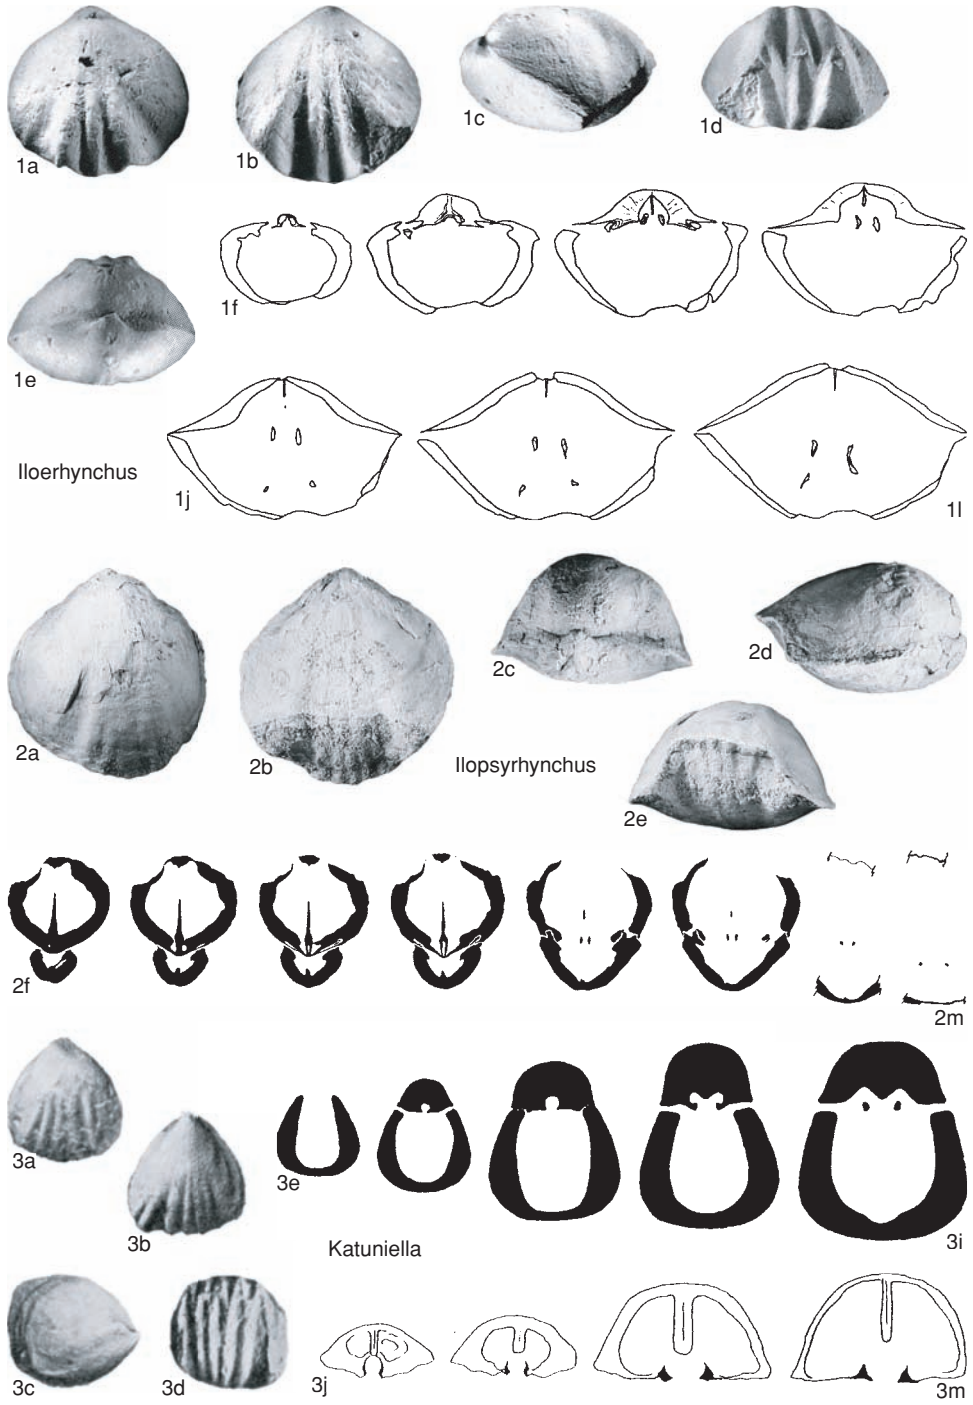 1a
1b
1c
1d
1e
1f
Iloerhynchus
1j
1l
2a
2b
2c
2d
Ilopsyrhynchus
2e
2f
2m
3a
3b
3e
3i
Katuniella
3c
3d
3j
3m